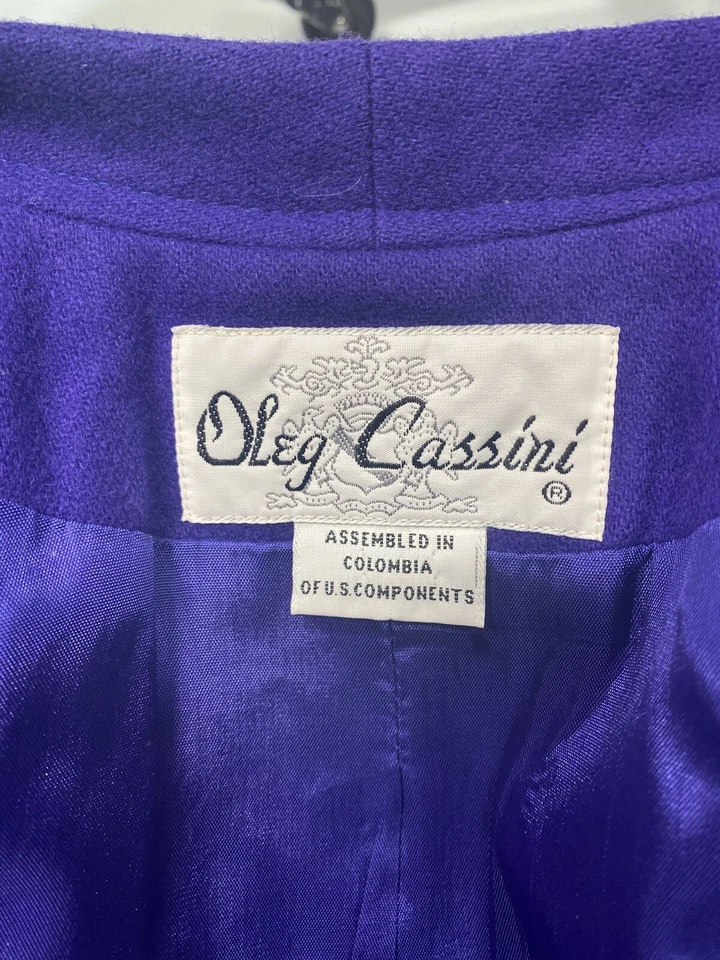 Oleg Cassini
®
ASSEMBLED IN
COLOMBIA
OF U.S. COMPONENTS